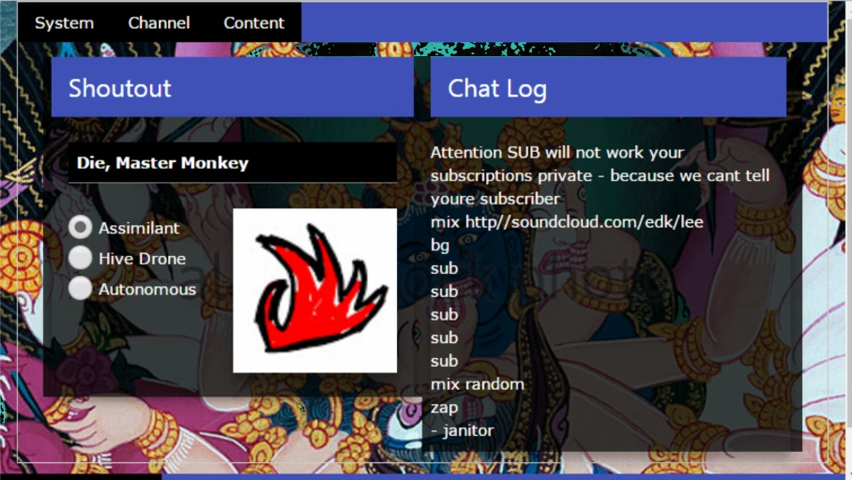 System Channel Content
Shoutout
Die, Master Monkey
Assimilant
Hive Drone
Autonomous
Chat Log
Attention SUB will not work your
subscriptions private - because we cant tell
youre subscriber
mix http//soundcloud.com/edk/lee
bg
sub
sub
sub
sub
sub
mix random
zap
- janitor